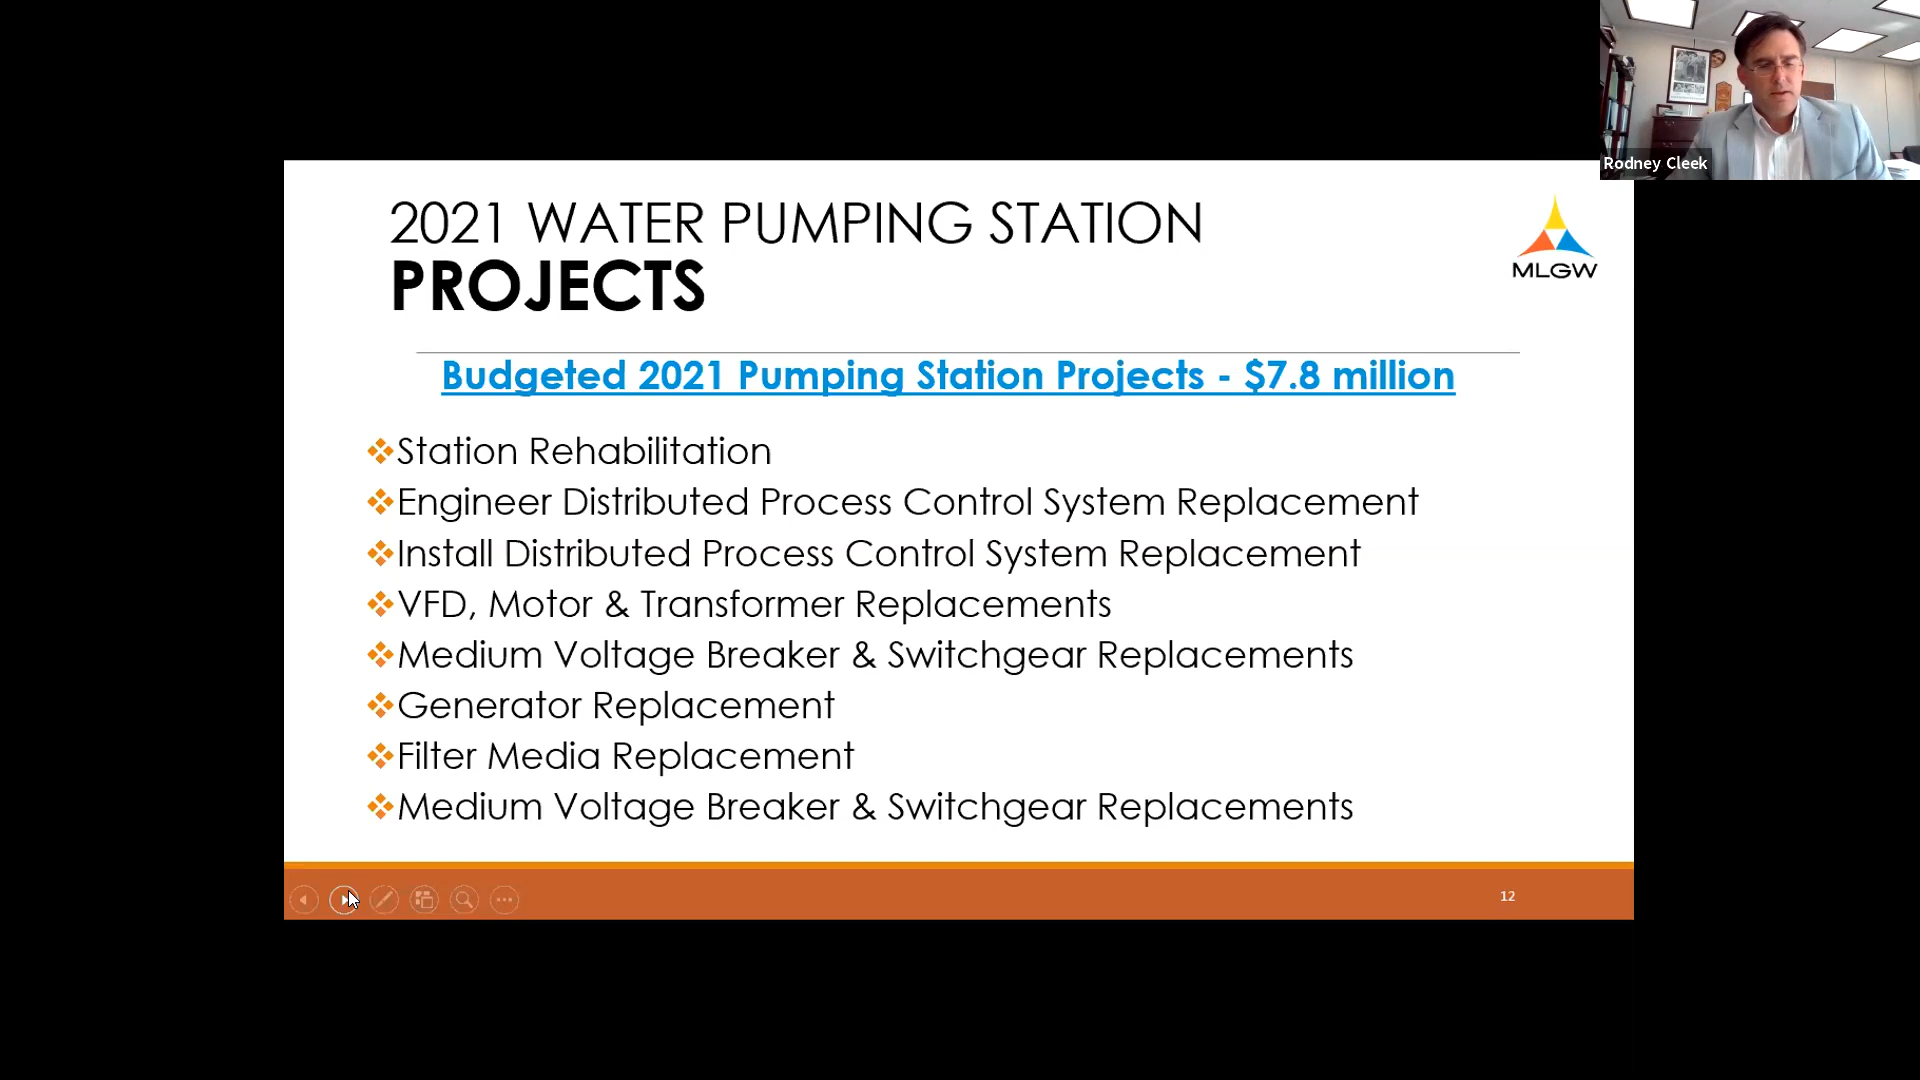 Rodney Cleek
2021 WATER PUMPING STATION
PROJECTS
MLGW
Budgeted 2021 Pumping Station Projects - $7.8 million
Station Rehabilitation
Engineer Distributed Process Control System Replacement
Install Distributed Process Control System Replacement
VFD, Motor & Transformer Replacements
Medium Voltage Breaker & Switchgear Replacements
Generator Replacement
Filter Media Replacement
Medium Voltage Breaker & Switchgear Replacements
12